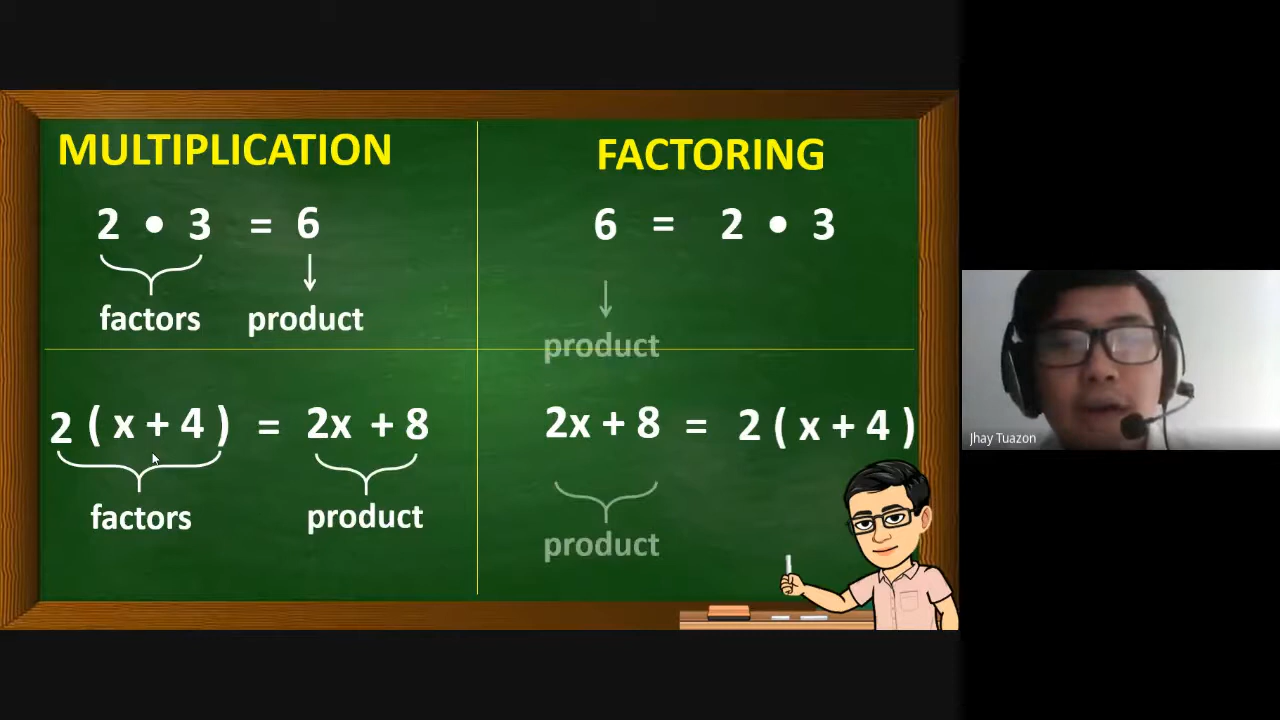 MULTIPLICATION
2 • 3 = 6
factors product
2 ( x + 4 ) = 2x + 8
factors product
FACTORING
6 = 2 • 3
product
2x + 8 = 2 ( x + 4 )
product
Jhay Tuazon